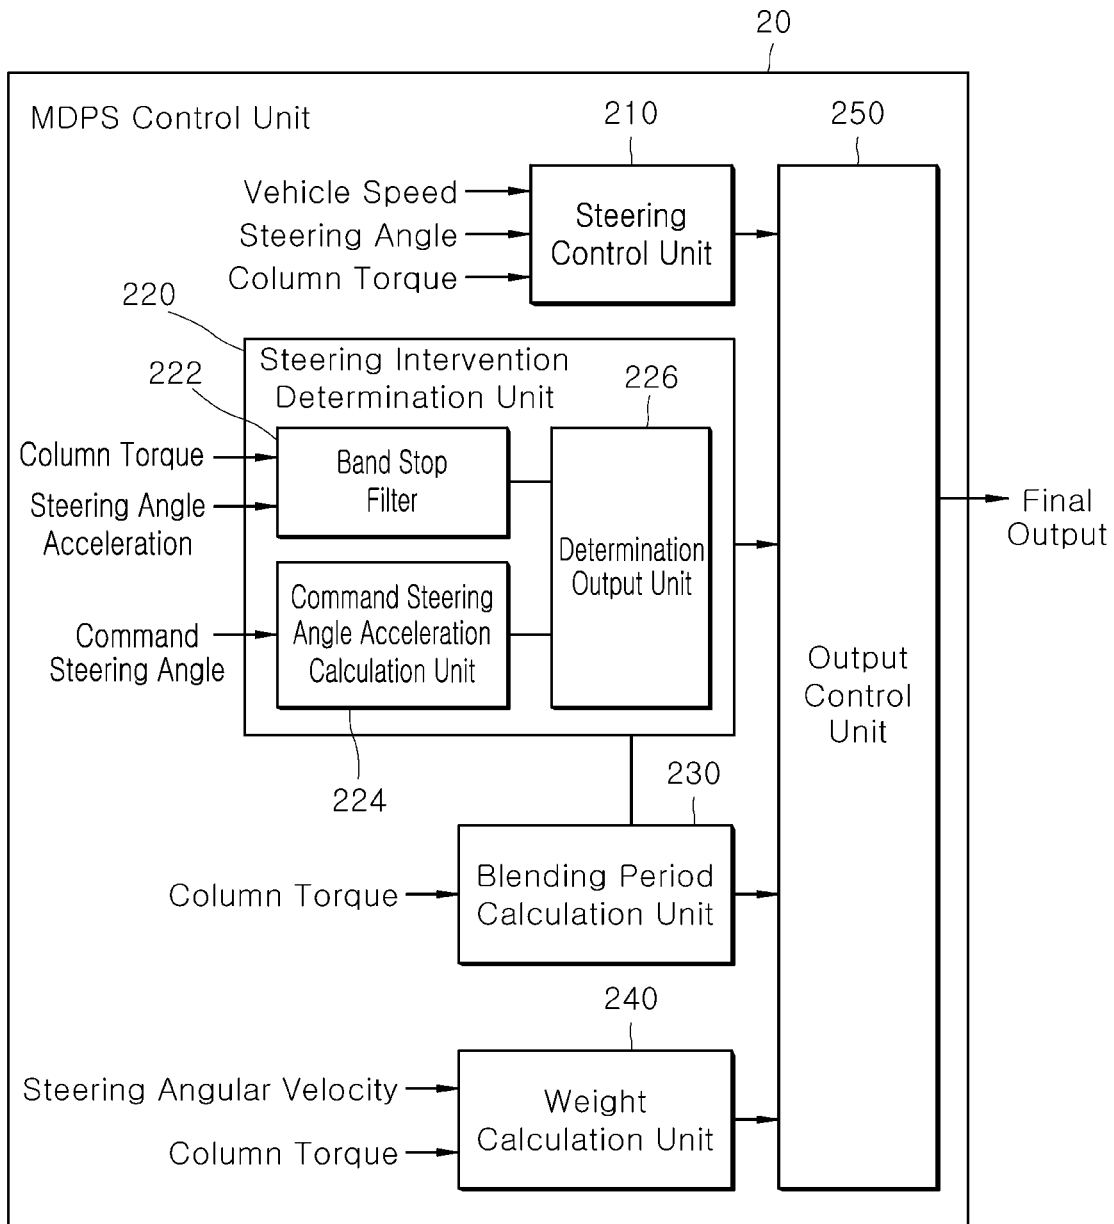 20
MDPS Control Unit
210
250
Vehicle Speed
Steering Angle
Column Torque
Steering
Control Unit
220
Steering Intervention
Determination Unit
222
226
Column Torque
Steering Angle
Acceleration
Band Stop
Filter
Command
Steering Angle
Command Steering
Angle Acceleration
Calculation Unit
Determination
Output Unit
224
Output
Control
Unit
Final
Output
230
Column Torque
Blending Period
Calculation Unit
240
Steering Angular Velocity
Column Torque
Weight
Calculation Unit